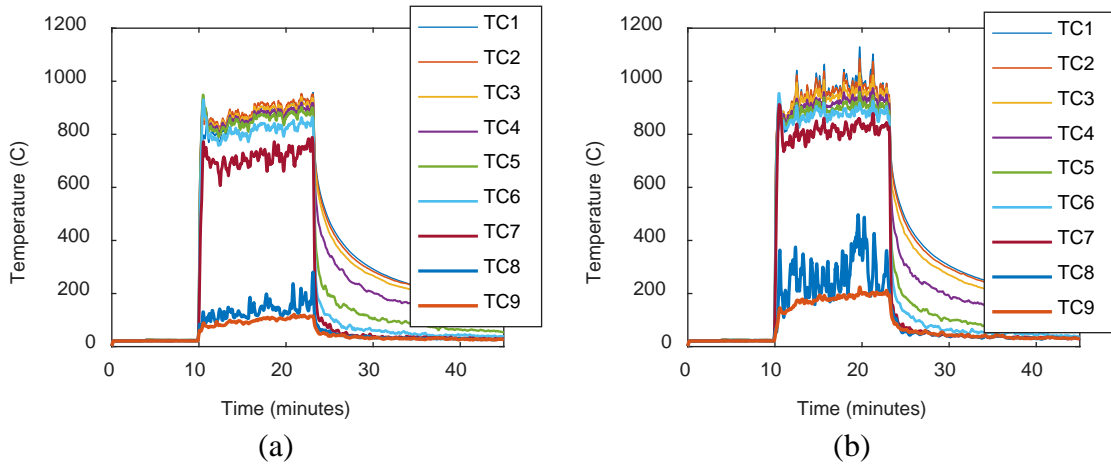 1200
1000
800
600
400
200
0
Temperature (C)
0 10 20 30 40
Time (minutes)
TC1
TC2
TC3
TC4
TC5
TC6
TC7
TC8
TC9
(a)
1200
1000
800
600
400
200
0
Temperature (C)
0 10 20 30 40
Time (minutes)
TC1
TC2
TC3
TC4
TC5
TC6
TC7
TC8
TC9
(b)